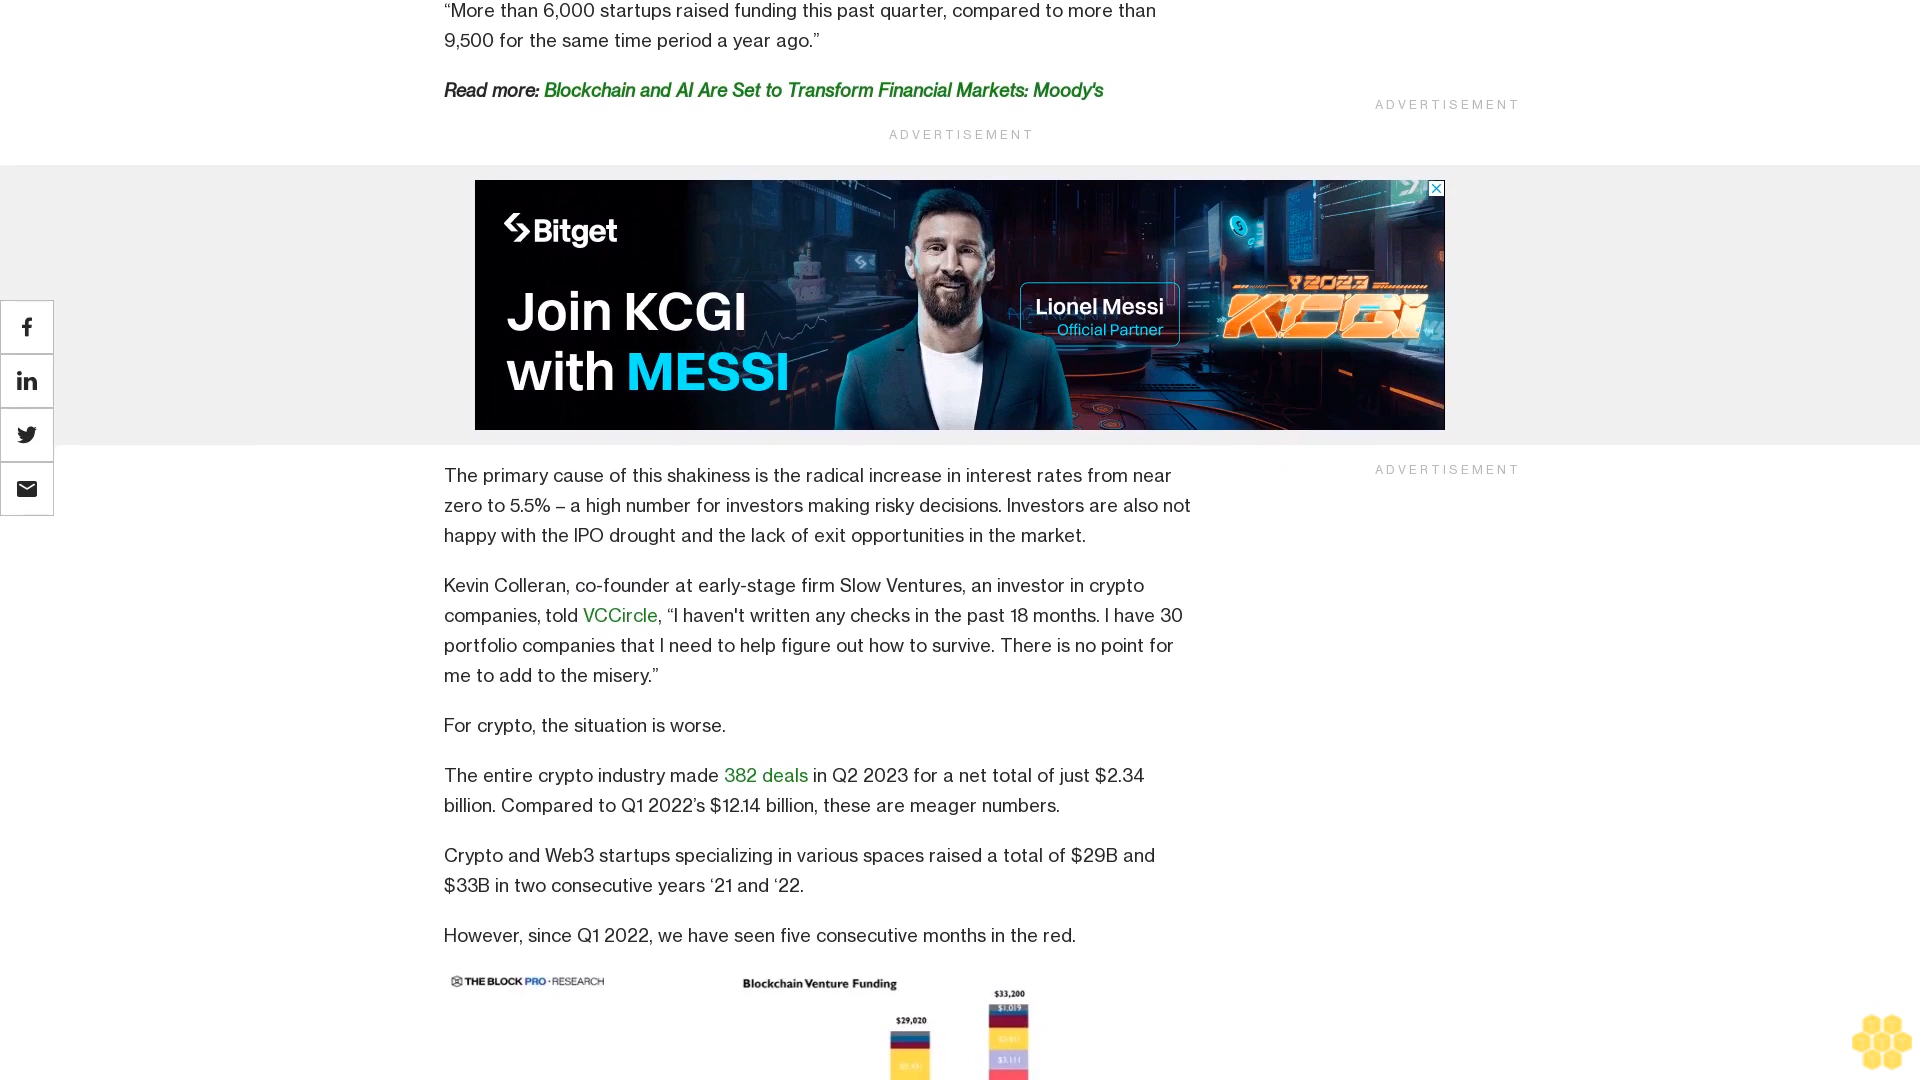 “More than 6,000 startups raised funding this past quarter, compared to more than
9,500 for the same time period a year ago.”
Read more: Blockchain and AI Are Set to Transform Financial Markets: Moody's
ADVERTISEMENT
ADVERTISEMENT
Bitget
Join KCGI
with MESSI
Lionel Messi
Official Partner
Y2023
KCGI
The primary cause of this shakiness is the radical increase in interest rates from near
zero to 5.5% – a high number for investors making risky decisions. Investors are also not
happy with the IPO drought and the lack of exit opportunities in the market.
ADVERTISEMENT
Kevin Colleran, co-founder at early-stage firm Slow Ventures, an investor in crypto
companies, told VCCircle, “I haven't written any checks in the past 18 months. I have 30
portfolio companies that I need to help figure out how to survive. There is no point for
me to add to the misery.”
For crypto, the situation is worse.
The entire crypto industry made 382 deals in Q2 2023 for a net total of just $2.34
billion. Compared to Q1 2022’s $12.14 billion, these are meager numbers.
Crypto and Web3 startups specializing in various spaces raised a total of $29B and
$33B in two consecutive years ‘21 and ‘22.
However, since Q1 2022, we have seen five consecutive months in the red.
THE BLOCK PRO · RESEARCH
Blockchain Venture Funding
$33,200
$1,019
$29,020
$3,111